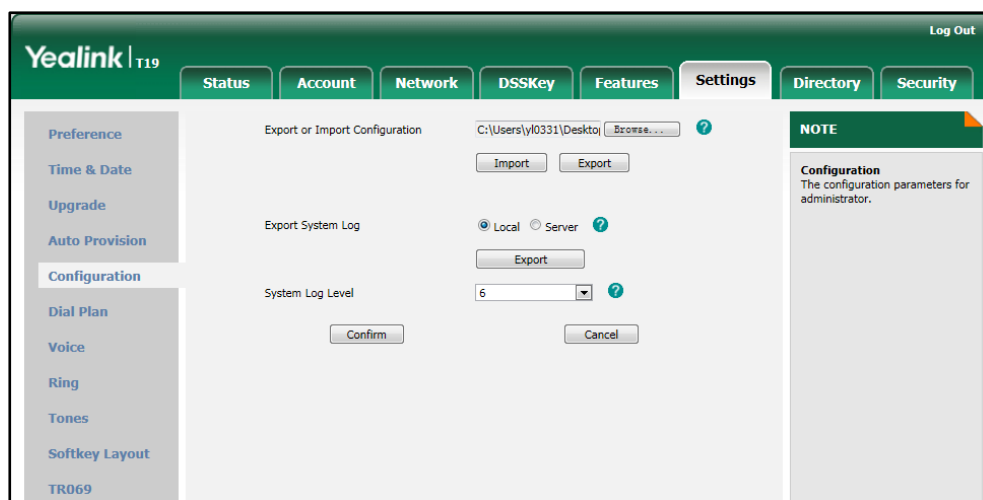 Log Out
Yealink | T19
Status Account Network DSSKey Features Settings Directory Security
Preference
Time & Date
Upgrade
Auto Provision
Configuration
Dial Plan
Voice
Ring
Tones
Softkey Layout
TR069
Export or Import Configuration C:\Users\yl0331\Deskto Browse... ?
Import Export
Export System Log Local Server ?
Export
System Log Level 6 ?
Confirm Cancel
NOTE
Configuration
The configuration parameters for
administrator.